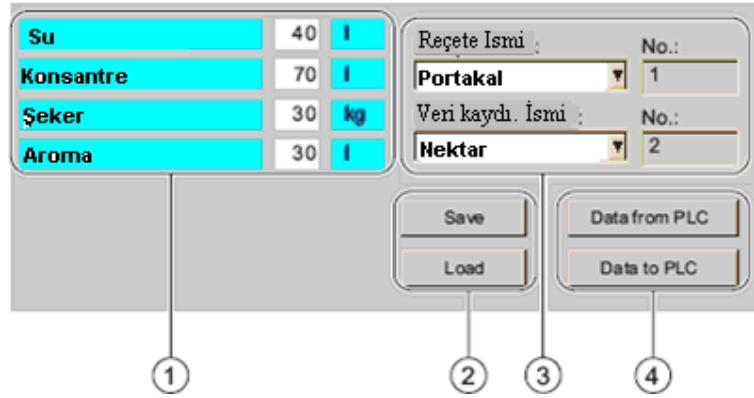 Su 40 l
Konsantre 70 l
Şeker 30 kg
Aroma 30 l
Reçete Ismi : No.:
Portakal 1
Veri kaydı. İsmi : No.:
Nektar 2
Save Data from PLC
Load Data to PLC
1 2 3 4